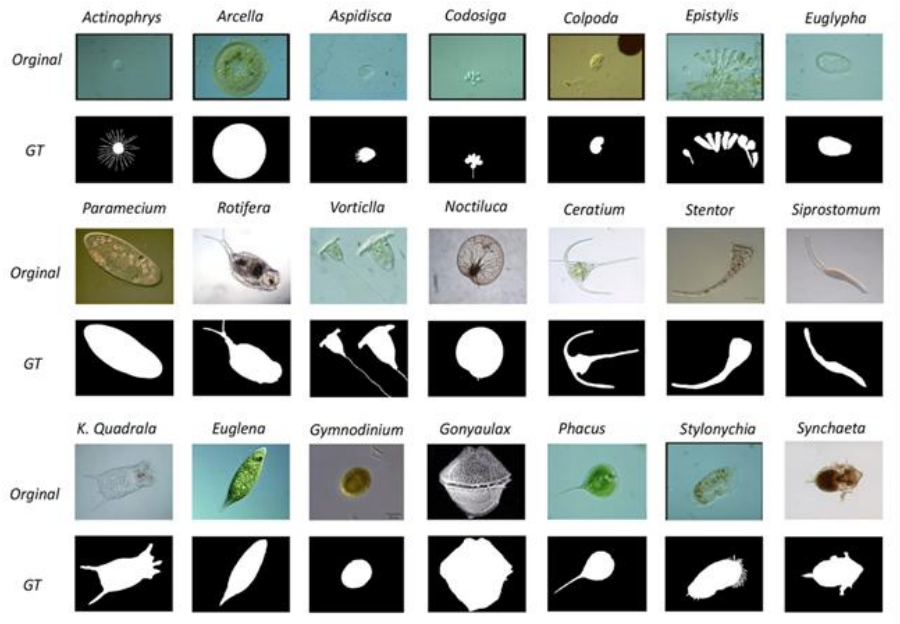 Actinophrys Arcella Aspidisca Codosiga Colpoda Epistylis Euglypha
Orginal
GT
Paramecium Rotifera Vorticlla Noctiluca Ceratium Stentor Siprostomum
Orginal
GT
K. Quadrala Euglena Gymnodinium Gonyaulax Phacus Stylonychia Synchaeta
Orginal
GT